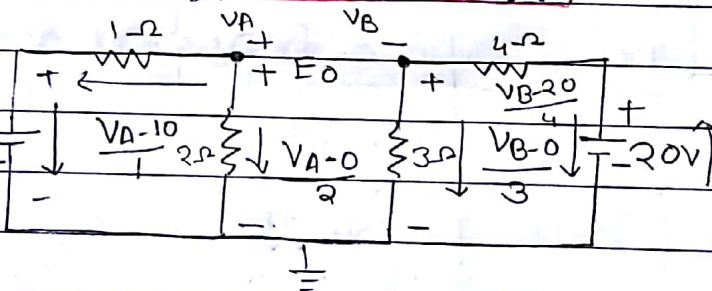 1Ω VA VB 4Ω
+ −
+ + E0 + VB-20/4 +
VA-10/1 2Ω VA-0/2 3Ω VB-0/3 20V
−
− − −